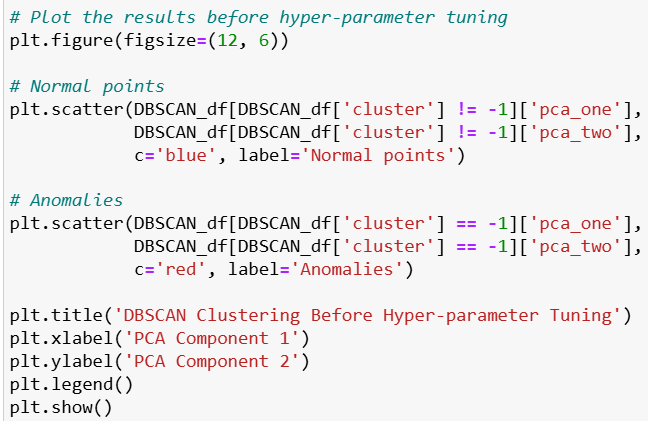 # Plot the results before hyper-parameter tuning
plt.figure(figsize=(12, 6))
# Normal points
plt.scatter(DBSCAN_df[DBSCAN_df['cluster'] != -1]['pca_one'],
            DBSCAN_df[DBSCAN_df['cluster'] != -1]['pca_two'],
            c='blue', label='Normal points')
# Anomalies
plt.scatter(DBSCAN_df[DBSCAN_df['cluster'] == -1]['pca_one'],
            DBSCAN_df[DBSCAN_df['cluster'] == -1]['pca_two'],
            c='red', label='Anomalies')
plt.title('DBSCAN Clustering Before Hyper-parameter Tuning')
plt.xlabel('PCA Component 1')
plt.ylabel('PCA Component 2')
plt.legend()
plt.show()